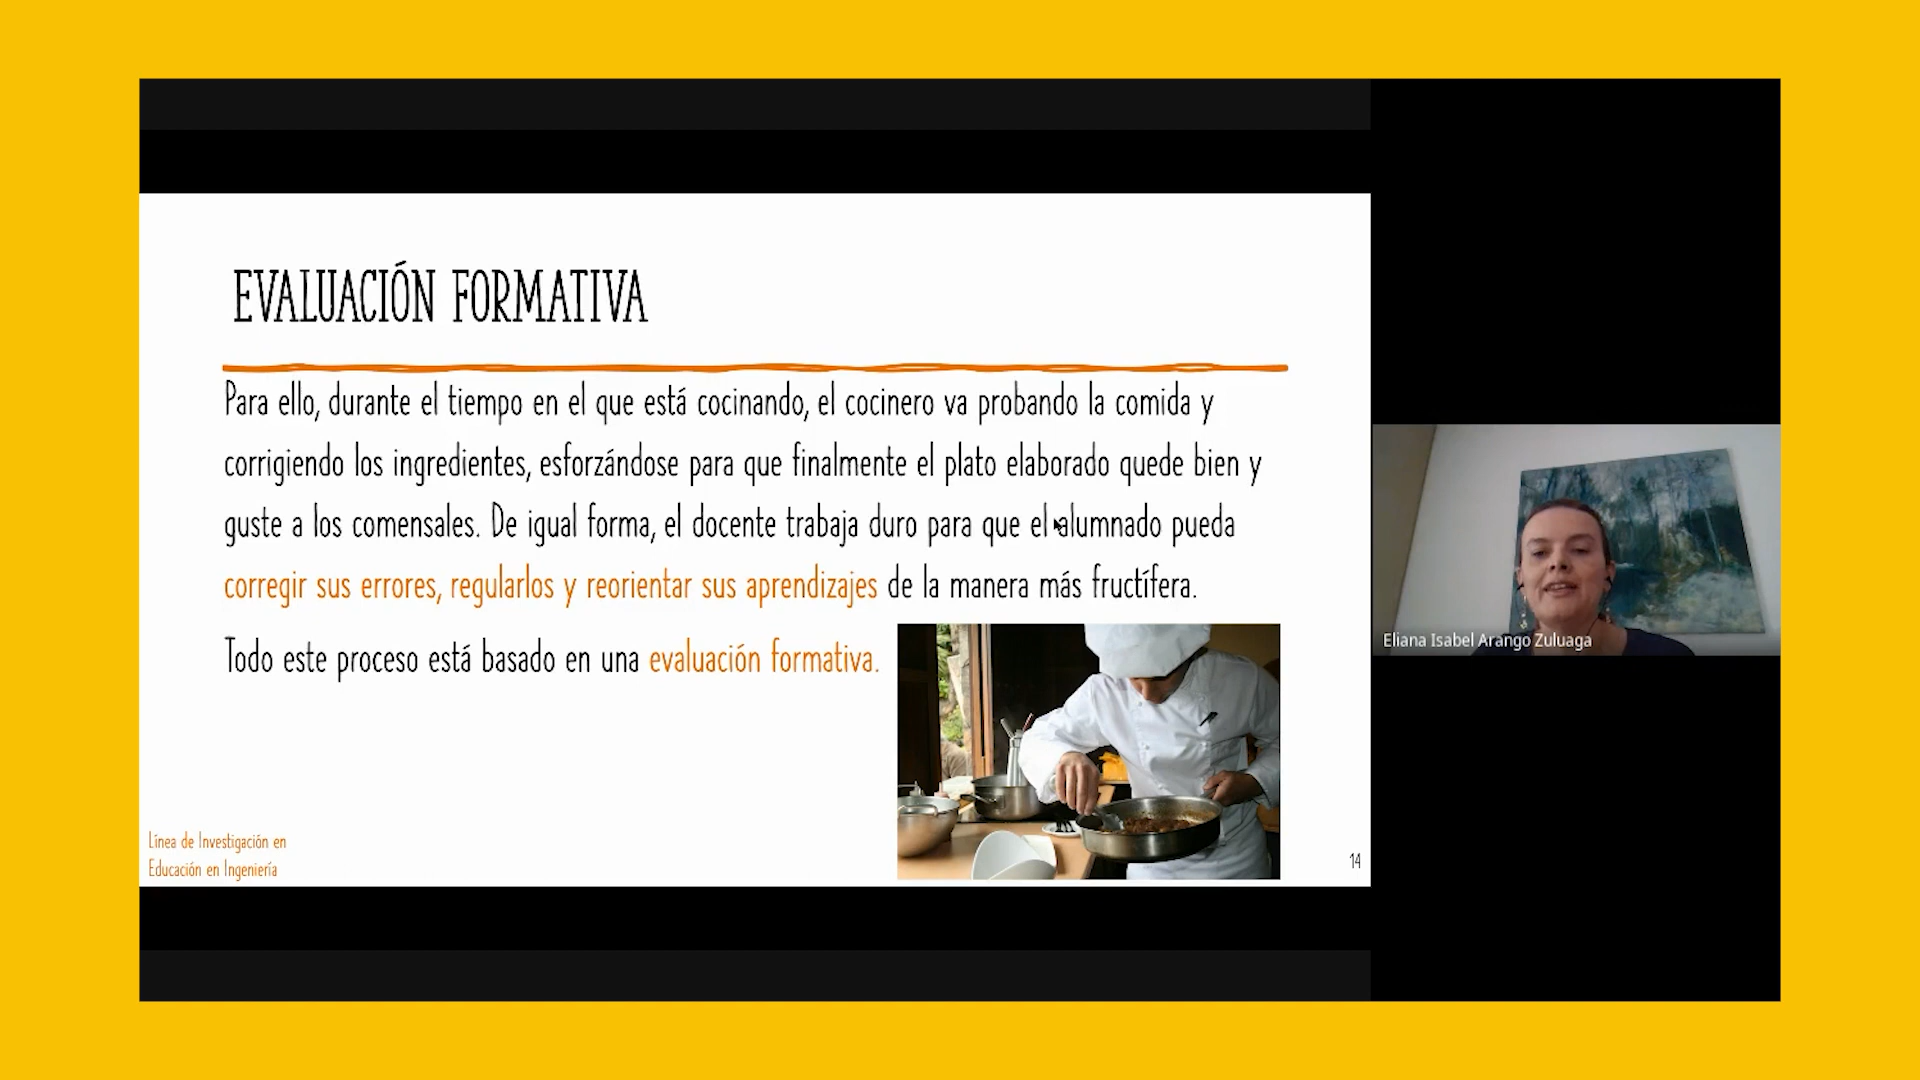 EVALUACIÓN FORMATIVA
Para ello, durante el tiempo en el que está cocinando, el cocinero va probando la comida y
corrigiendo los ingredientes, esforzándose para que finalmente el plato elaborado quede bien y
guste a los comensales. De igual forma, el docente trabaja duro para que el alumnado pueda
corregir sus errores, regularlos y reorientar sus aprendizajes de la manera más fructífera.
Todo este proceso está basado en una evaluación formativa.
Eliana Isabel Arango Zuluaga
Línea de Investigación en
Educación en Ingeniería
14